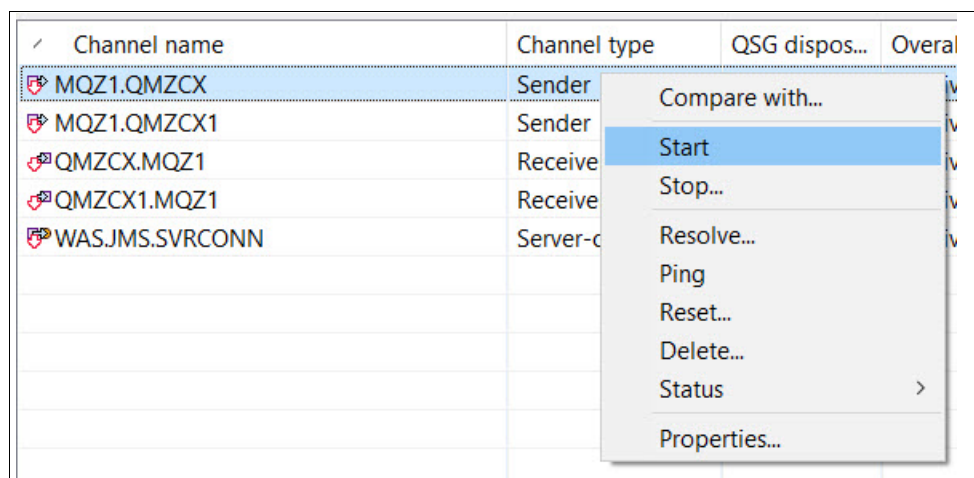 Channel name Channel type QSG dispos... Overal
MQZ1.QMZCX Sender
MQZ1.QMZCX1 Sender
QMZCX.MQZ1 Receive
QMZCX1.MQZ1 Receive
WAS.JMS.SVRCONN Server-c
Compare with...
Start
Stop...
Resolve...
Ping
Reset...
Delete...
Status
Properties...